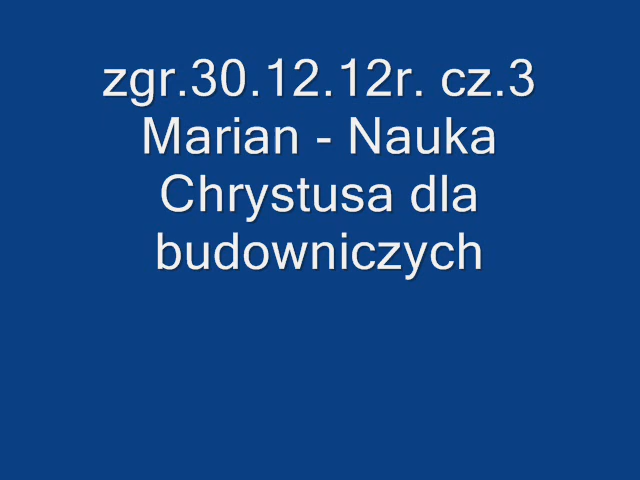 zgr.30.12.12r. cz.3
Marian - Nauka
Chrystusa dla
budowniczych